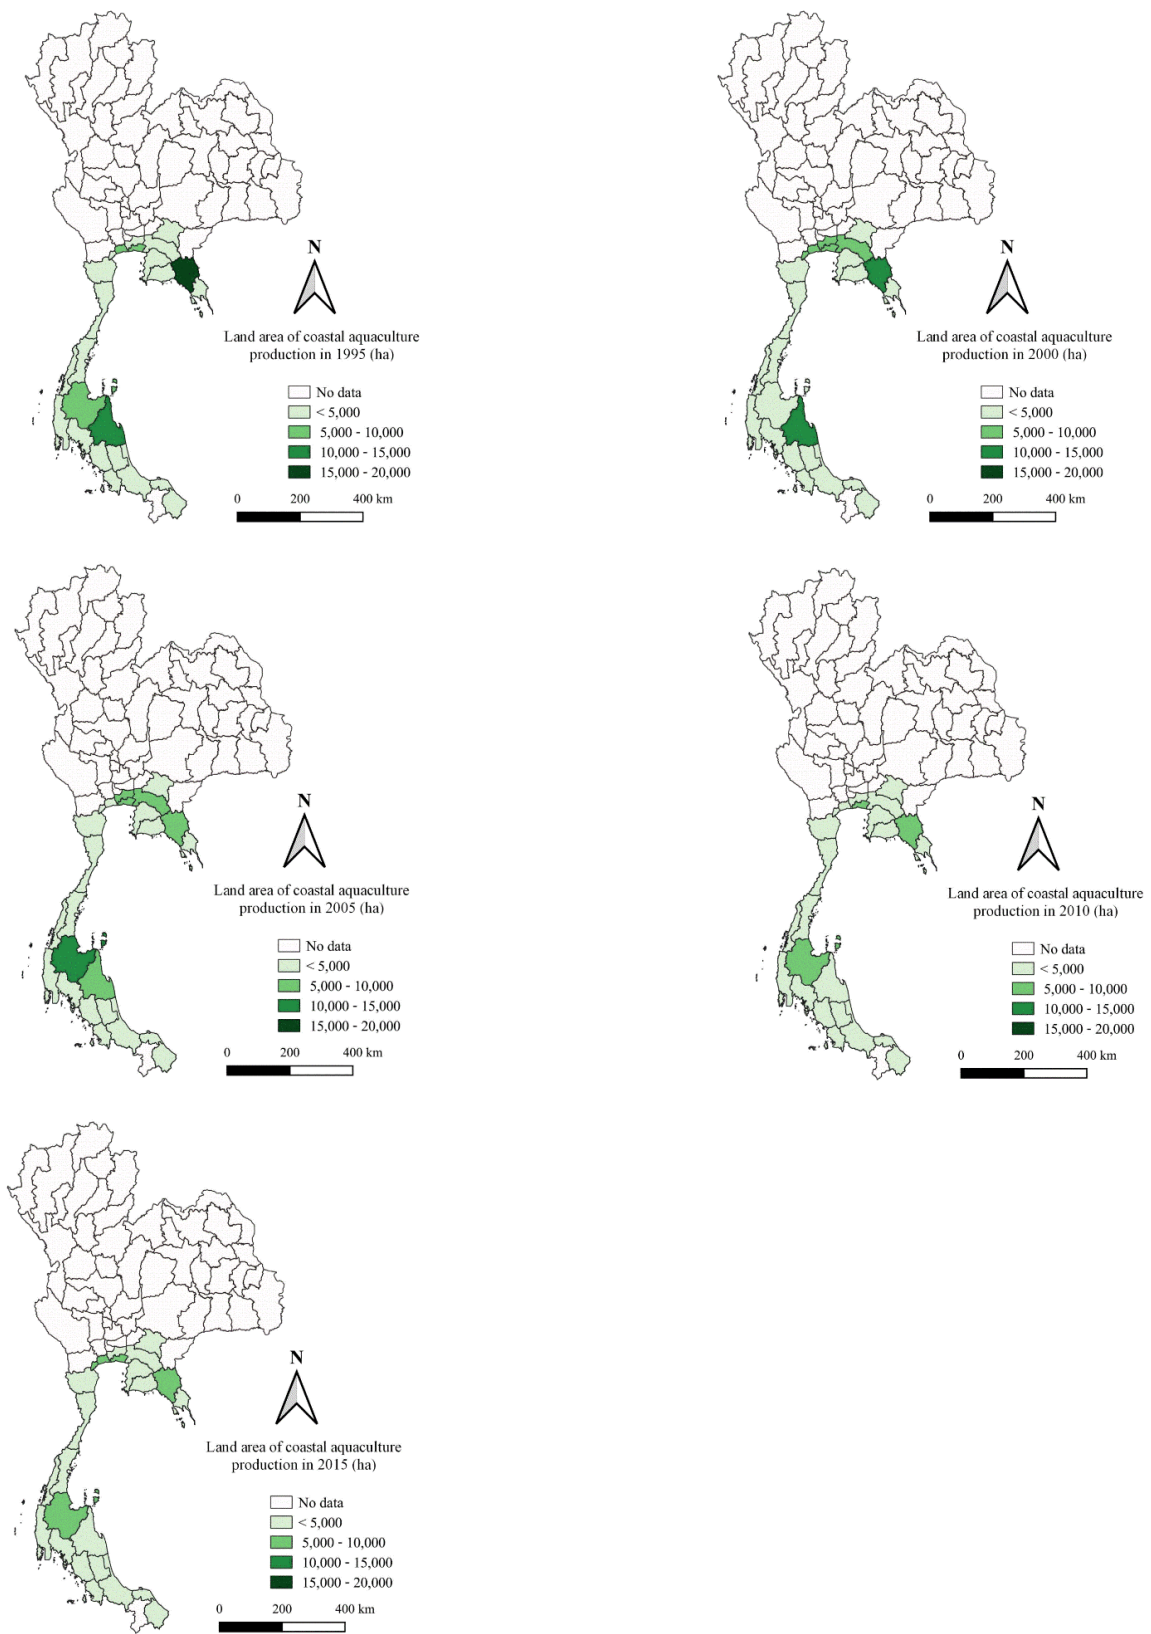 N
Land area of coastal aquaculture
production in 1995 (ha)
No data
< 5,000
5,000 - 10,000
10,000 - 15,000
15,000 - 20,000
0 200 400 km
N
Land area of coastal aquaculture
production in 2000 (ha)
No data
< 5,000
5,000 - 10,000
10,000 - 15,000
15,000 - 20,000
0 200 400 km
N
Land area of coastal aquaculture
production in 2005 (ha)
No data
< 5,000
5,000 - 10,000
10,000 - 15,000
15,000 - 20,000
0 200 400 km
N
Land area of coastal aquaculture
production in 2010 (ha)
No data
< 5,000
5,000 - 10,000
10,000 - 15,000
15,000 - 20,000
0 200 400 km
N
Land area of coastal aquaculture
production in 2015 (ha)
No data
< 5,000
5,000 - 10,000
10,000 - 15,000
15,000 - 20,000
0 200 400 km